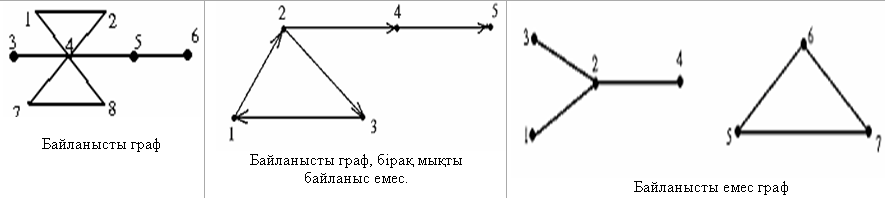 1 2
3 4 5 6
7 8
Байланысты граф
2 4 5
1 3
Байланысты граф, бірақ мықты
байланыс емес.
3 2 4
1
6
5 7
Байланысты емес граф